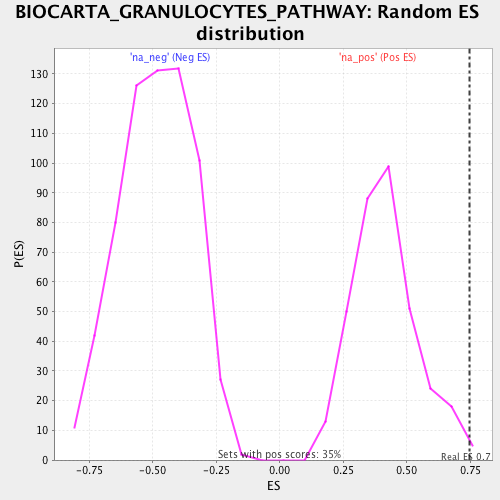 BIOCARTA_GRANULOCYTES_PATHWAY: Random ES
distribution
'na_neg' (Neg ES)
'na_pos' (Pos ES)
130
120
110
100
90
80
70
60
50
40
30
20
10
0
P(ES)
Sets with pos scores: 35%
Real ES 0.7
-0.75
-0.50
-0.25
0.00
0.25
0.50
0.75
ES